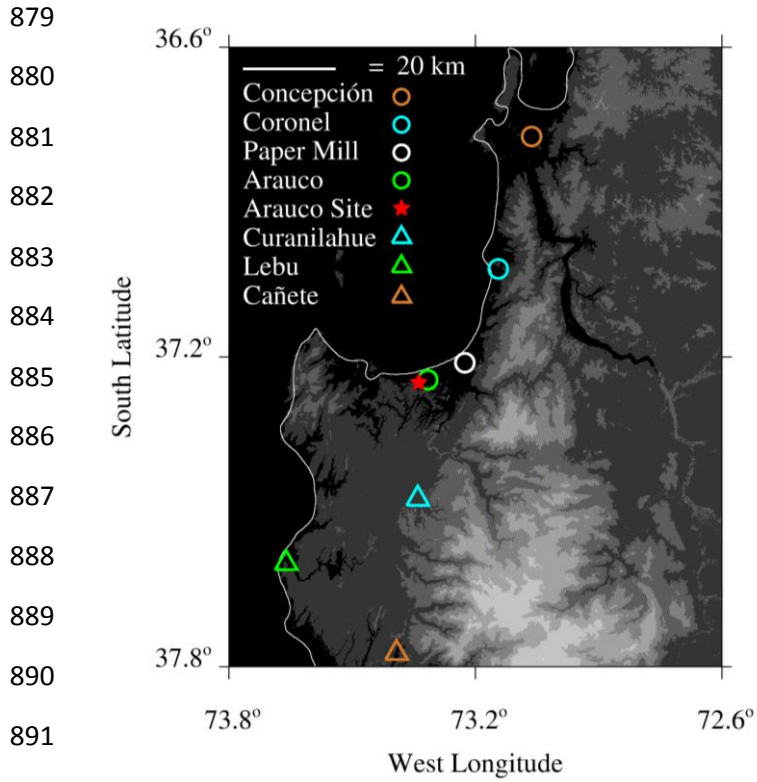 879
36.6°
= 20 km
880
Concepción
Coronel
881
Paper Mill
Arauco
882
Arauco Site
Curanilahue
883
Lebu
Cañete
884
37.2°
885
South Latitude
886
887
888
889
37.8°
890
73.8° 73.2° 72.6°
891
West Longitude